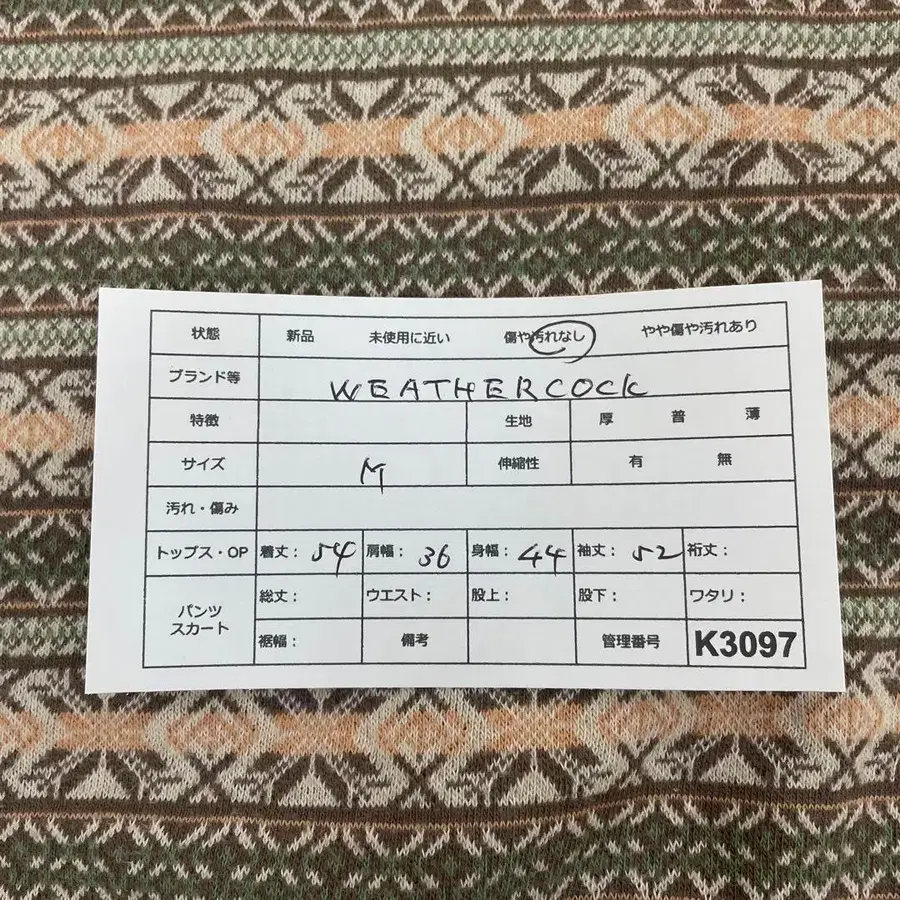 状態 新品 未使用に近い 傷や汚れなし やや傷や汚れあり
ブランド等 WEATHERCOCK
特徴 生地 厚 普 薄
サイズ M 伸縮性 有 無
汚れ・傷み
トップス・OP 着丈: 54 肩幅: 36 身幅: 44 袖丈: 52 裄丈:
パンツ スカート 総丈: ウエスト: 股上: 股下: ワタリ:
裾幅: 備考 管理番号 K3097